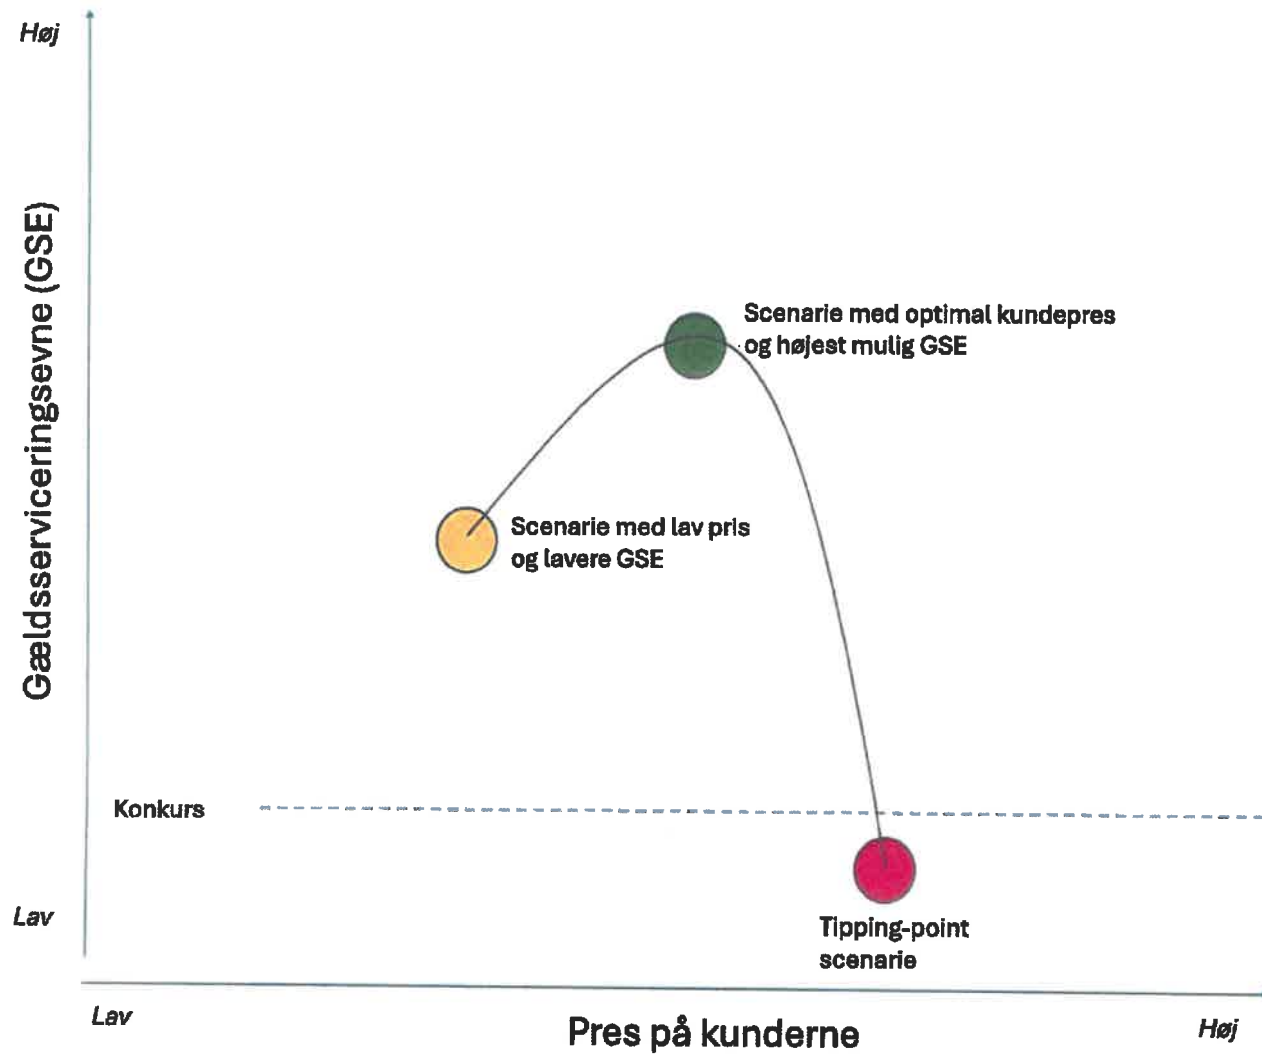 Høj
Gældsserviceringsevne (GSE)
Scenarie med optimal kundepres
og højest mulig GSE
Scenarie med lav pris
og lavere GSE
Konkurs
Lav
Tipping-point
scenarie
Lav
Pres på kunderne
Høj